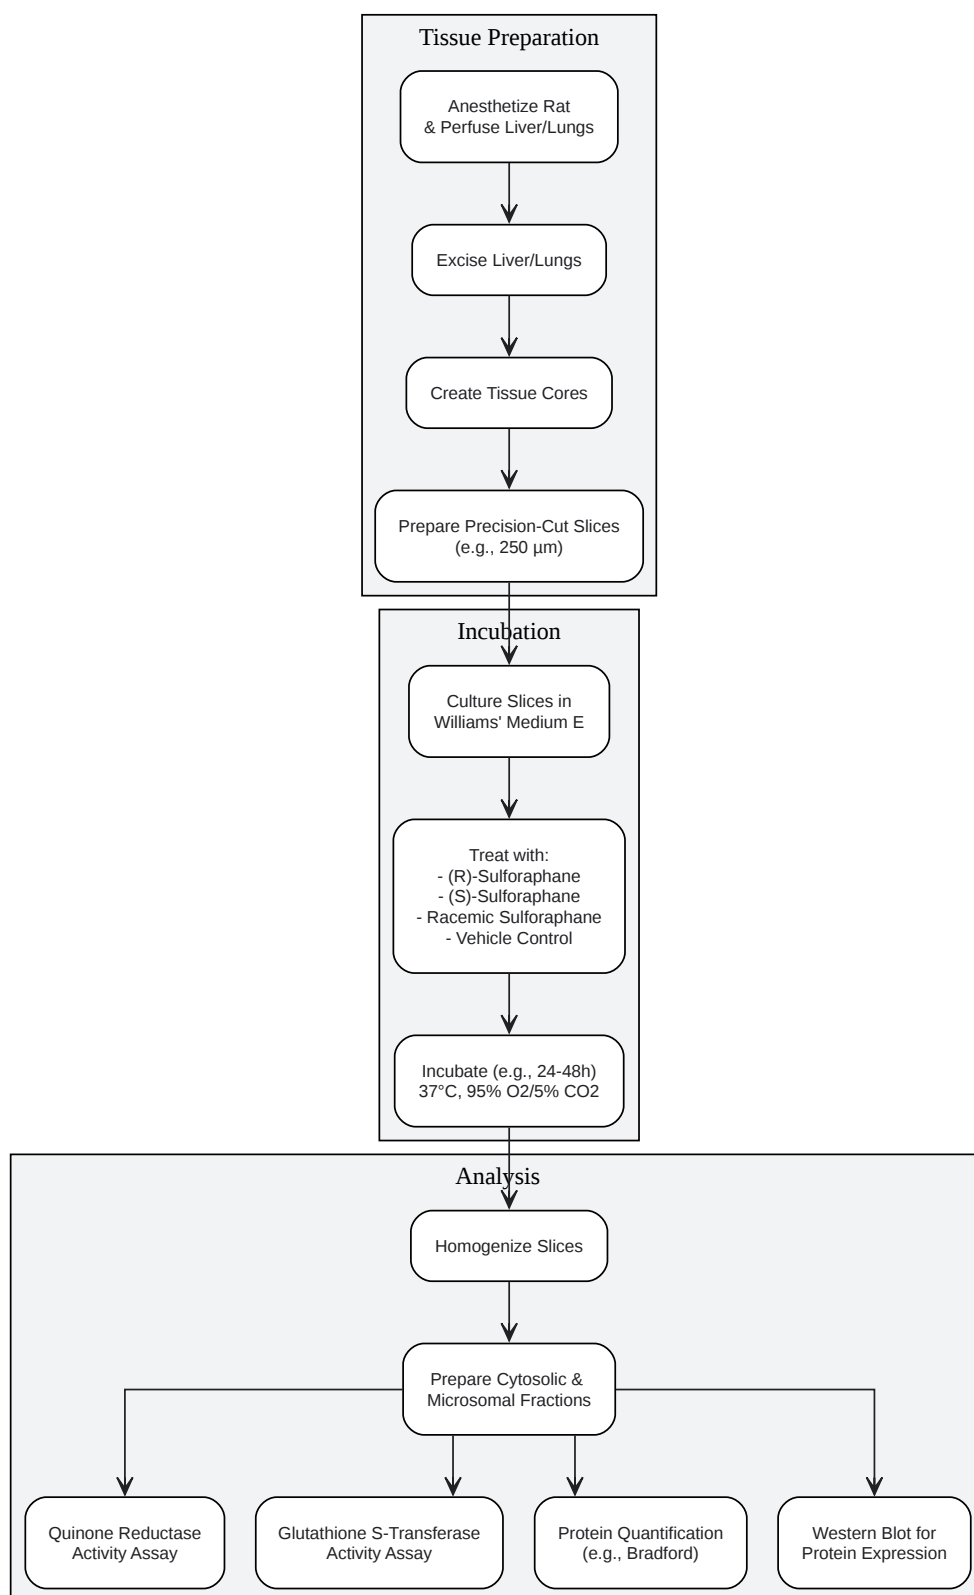 Tissue Preparation
Anesthetize Rat
& Perfuse Liver/Lungs
Excise Liver/Lungs
Create Tissue Cores
Prepare Precision-Cut Slices
(e.g., 250 µm)
Incubation
Culture Slices in
Williams' Medium E
Treat with:
- (R)-Sulforaphane
- (S)-Sulforaphane
- Racemic Sulforaphane
- Vehicle Control
Incubate (e.g., 24-48h)
37°C, 95% O2/5% CO2
Analysis
Homogenize Slices
Prepare Cytosolic &
Microsomal Fractions
Quinone Reductase
Activity Assay
Glutathione S-Transferase
Activity Assay
Protein Quantification
(e.g., Bradford)
Western Blot for
Protein Expression